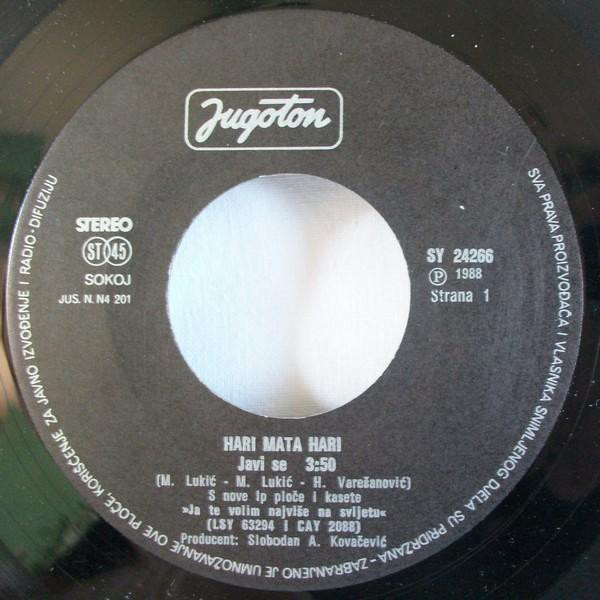 Jugoton
STEREO
ST 45
SOKOJ
JUS. N. N4 201
SY 24266
Ⓟ 1988
Strana 1
HARI MATA HARI
Javi se 3:50
(M. Lukić - M. Lukić - H. Varešanović)
S nove lp ploče i kasete
»Ja te volim najviše na svijetu«
(LSY 63294 I CAY 2088)
Producent: Slobodan A. Kovačević
SVA PRAVA PROIZVOĐAČA I VLASNIKA SNIMLJENOG DJELA SU PRIDRŽANA - ZABRANJENO JE UMNOŽAVANJE OVE PLOČE, KORIŠĆENJE ZA JAVNO IZVOĐENJE I RADIO-DIFUZIJU